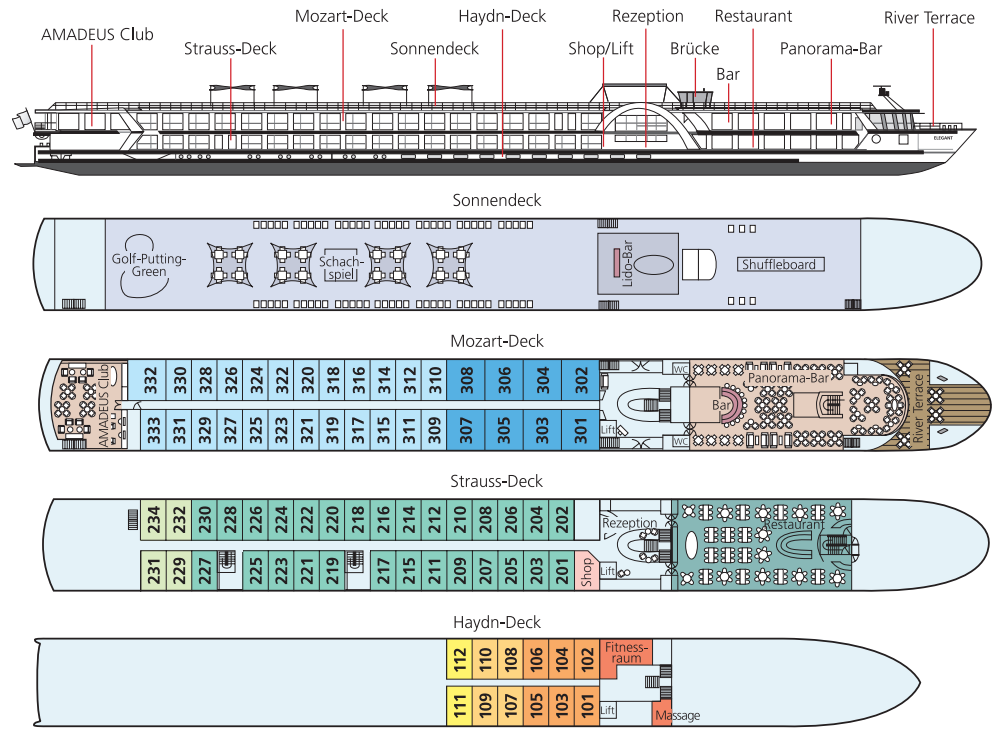 Mozart-Deck
Haydn-Deck
Rezeption
Restaurant
River Terrace
AMADEUS Club
Strauss-Deck
Sonnendeck
Shop/Lift
Brücke
Panorama-Bar
Bar
ELEGANT
Sonnendeck
Golf-Putting-
Green
Schach-
spiel
Lido-Bar
Shuffleboard
Mozart-Deck
AMADEUS Club
332 330 328 326 324 322 320 318 316 314 312 310 308 306 304 302
333 331 329 327 325 323 321 319 317 315 311 309 307 305 303 301
WC
Lift
WC
Bar
Panorama-Bar
River Terrace
Strauss-Deck
234 232 230 228 226 224 222 220 218 216 214 212 210 208 206 204 202
231 229 227 225 223 221 219 217 215 211 209 207 205 203 201
Shop
Rezeption
Lift
Restaurant
Haydn-Deck
112 110 108 106 104 102
111 109 107 105 103 101
Fitness-
raum
Lift
Massage